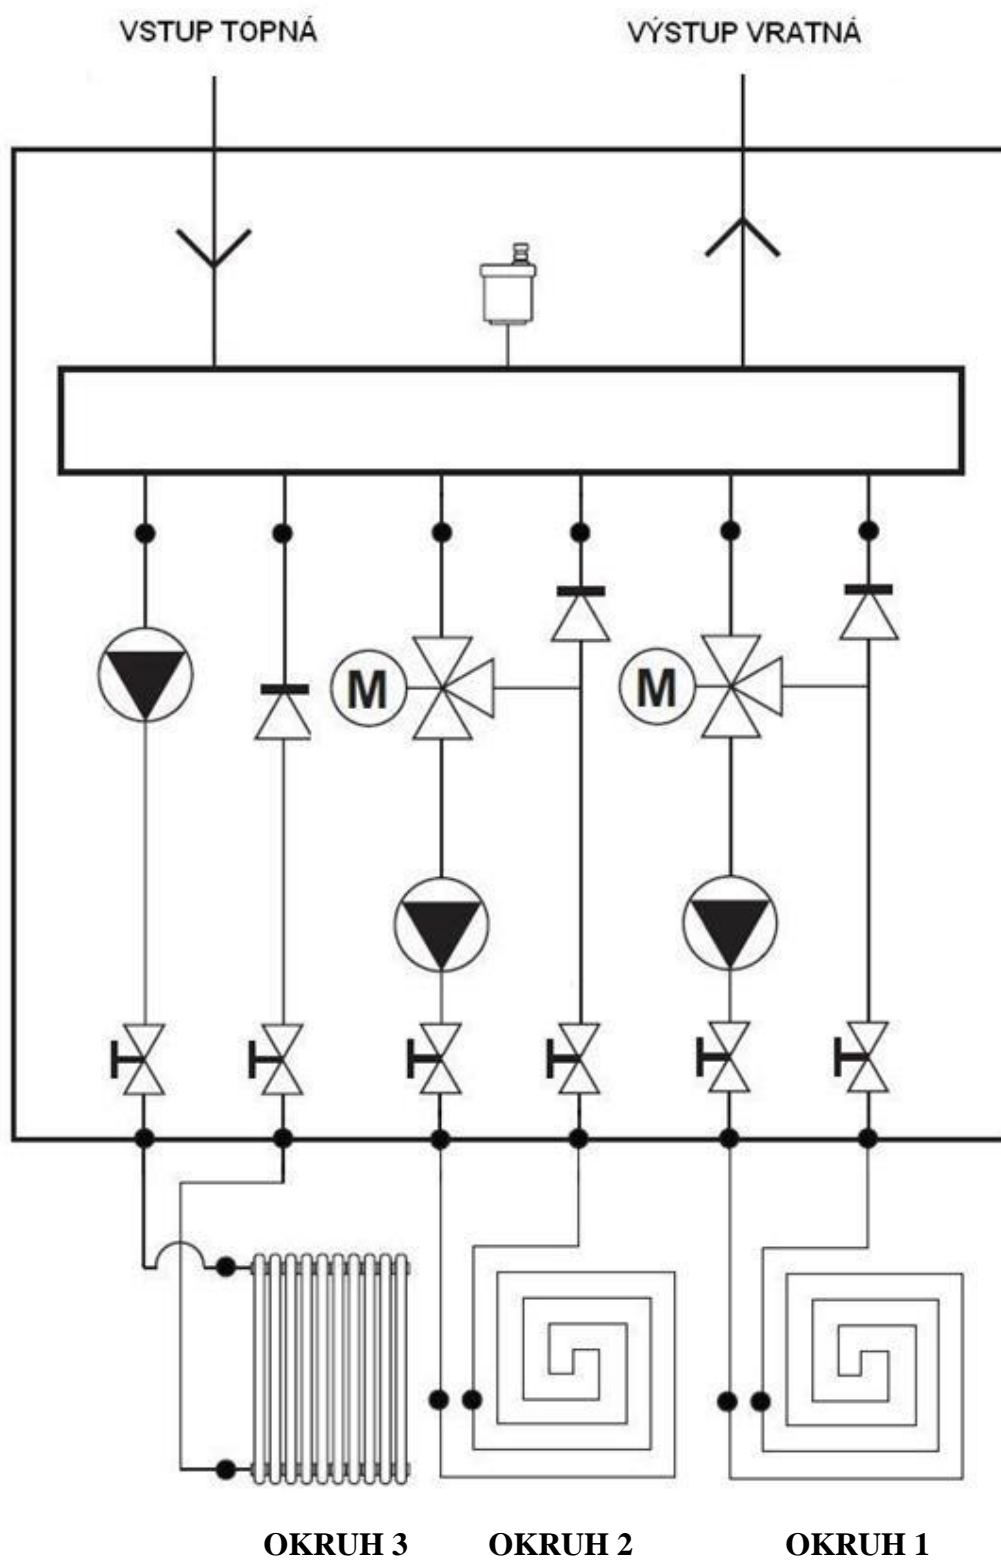 VSTUP TOPNÁ
VÝSTUP VRATNÁ
M
M
OKRUH 3
OKRUH 2
OKRUH 1